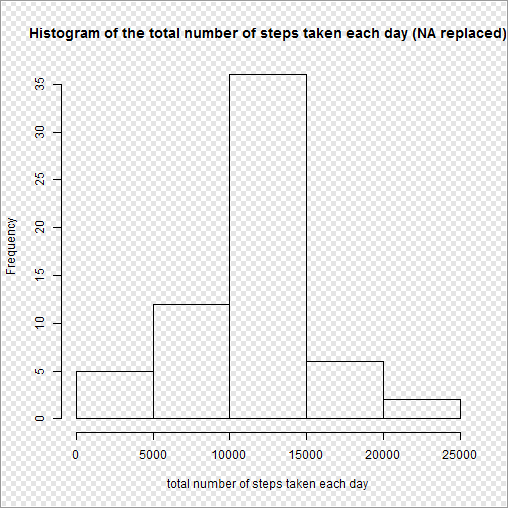 Histogram of the total number of steps taken each day (NA replaced)
Frequency
35
30
25
20
15
10
5
0
0 5000 10000 15000 20000 25000
total number of steps taken each day